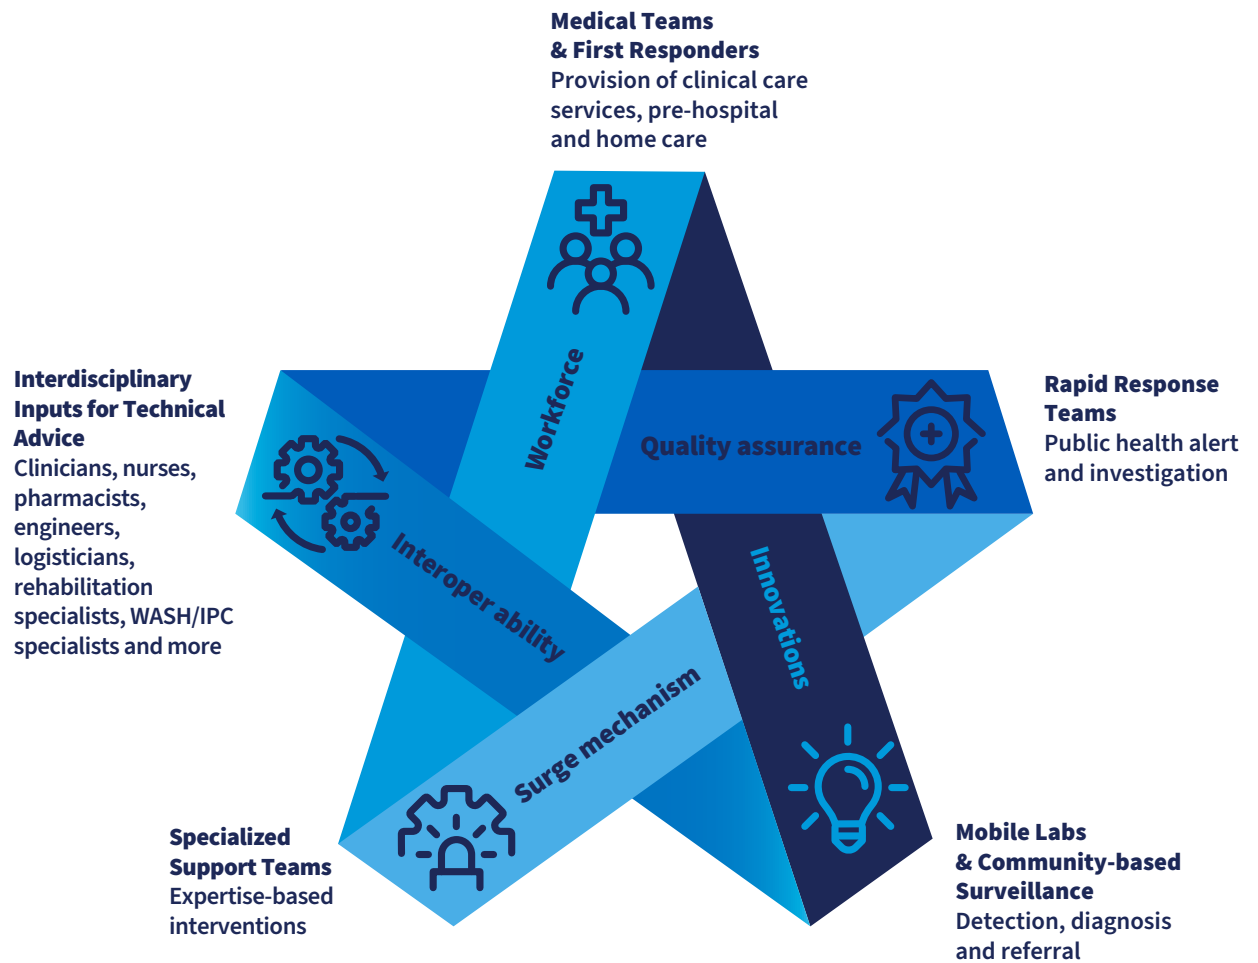 Medical Teams
& First Responders
Provision of clinical care
services, pre-hospital
and home care
Workforce
Quality assurance
Rapid Response
Teams
Public health alert
and investigation
Interdisciplinary
Inputs for Technical
Advice
Clinicians, nurses,
pharmacists,
engineers,
logisticians,
rehabilitation
specialists, WASH/IPC
specialists and more
Interoper ability
Innovations
Surge mechanism
Specialized
Support Teams
Expertise-based
interventions
Mobile Labs
& Community-based
Surveillance
Detection, diagnosis
and referral